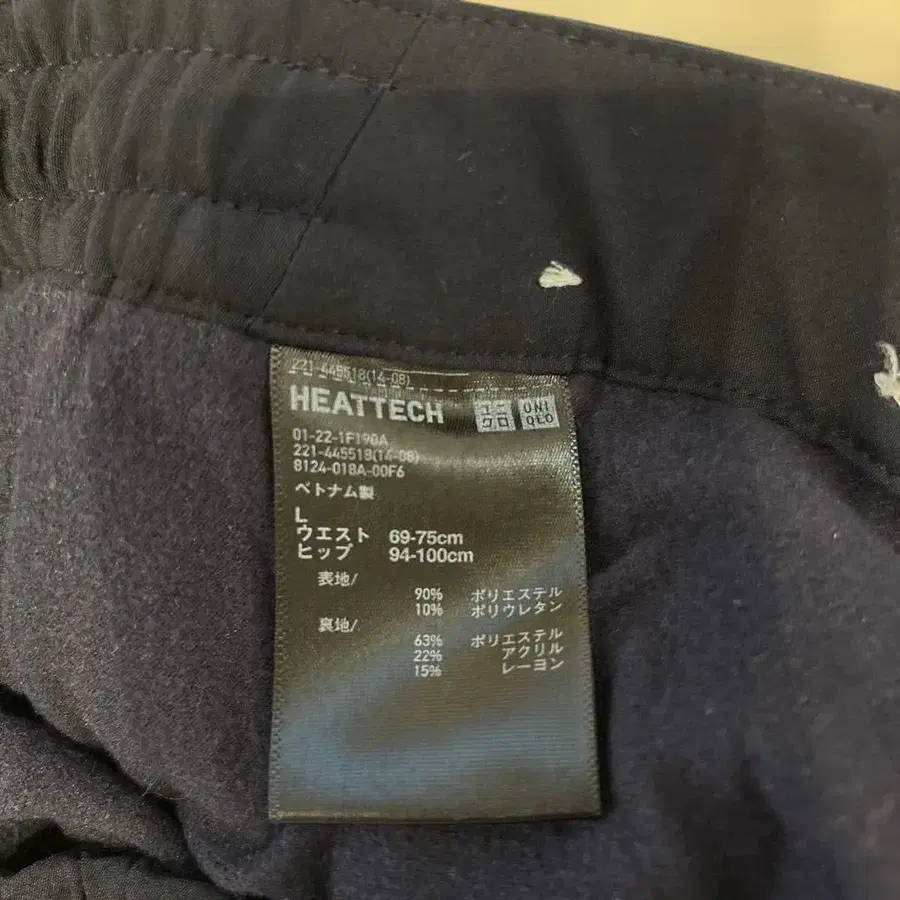 221-445518(14-08)
HEATTECH ユニクロ UNIQLO
01-22-1F190A
221-445518(14-08)
8124-018A-00F6
ベトナム製
L
ウエスト 69-75cm
ヒップ 94-100cm
表地/
90% ポリエステル
10% ポリウレタン
裏地/
63% ポリエステル
22% アクリル
15% レーヨン